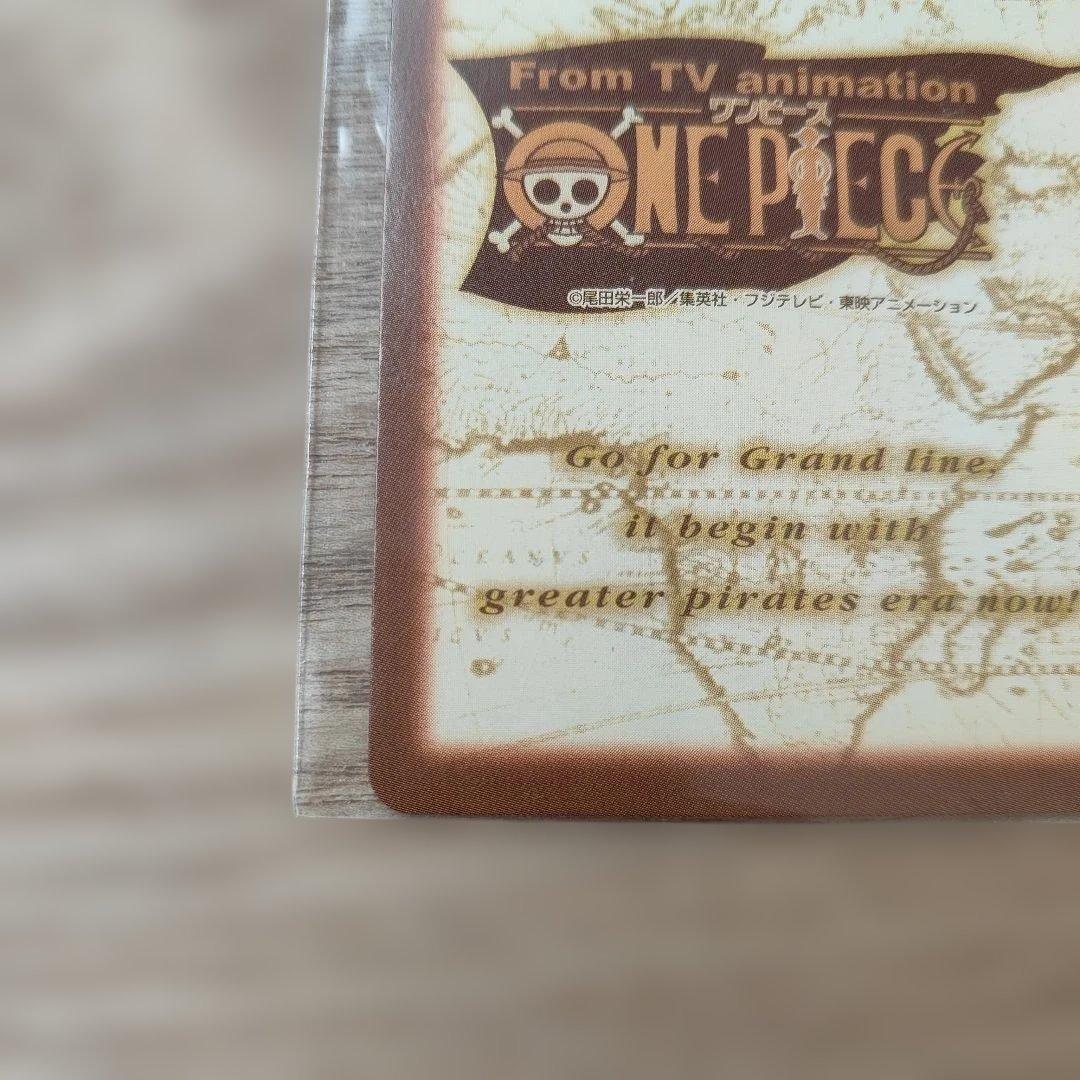 From TV animation
ワンピース
ONE PIECE
©尾田栄一郎／集英社・フジテレビ・東映アニメーション
Go for Grand line,
it begin with
OCEANVS
greater pirates era now!